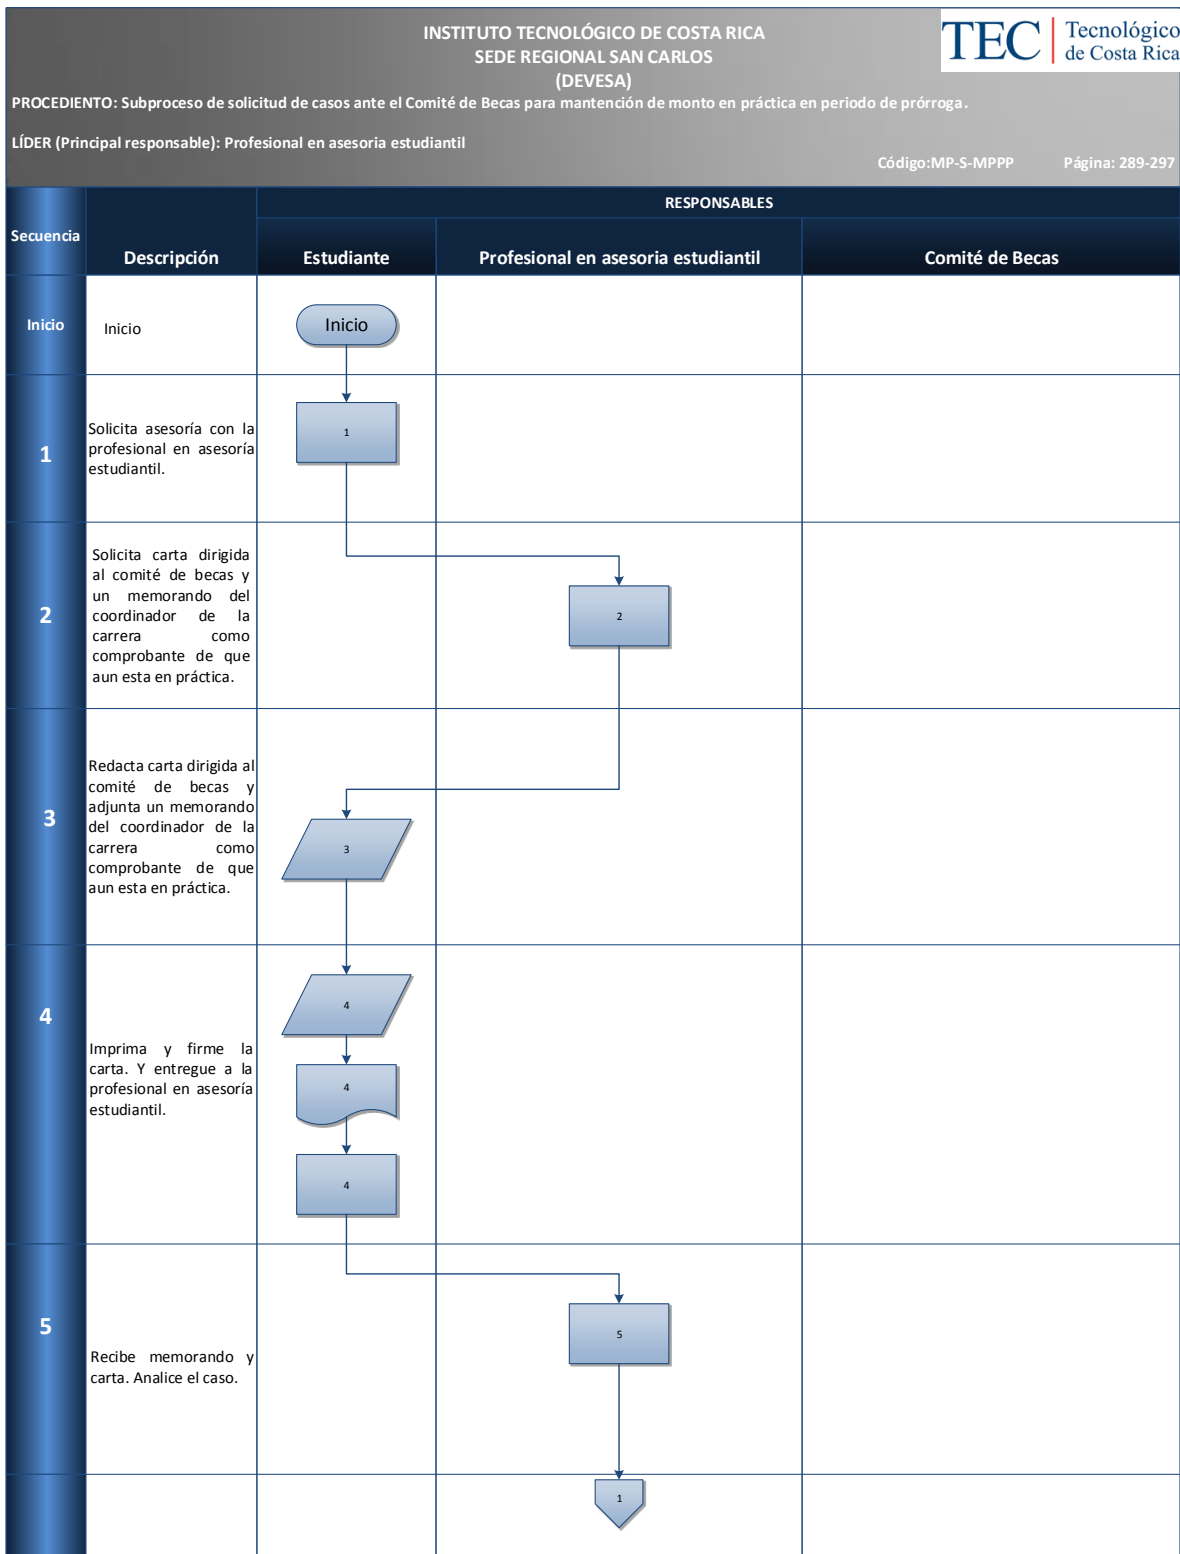 INSTITUTO TECNOLÓGICO DE COSTA RICA
SEDE REGIONAL SAN CARLOS
(DEVESA)
TEC
Tecnológico
de Costa Rica
PROCEDIENTO: Subproceso de solicitud de casos ante el Comité de Becas para mantención de monto en práctica en periodo de prórroga.
LÍDER (Principal responsable): Profesional en asesoria estudiantil
Código:MP-S-MPPP Página: 289-297
RESPONSABLES
Secuencia
Descripción
Estudiante
Profesional en asesoria estudiantil
Comité de Becas
Inicio
Inicio
Inicio
1
Solicita asesoría con la
profesional en asesoría
estudiantil.
1
2
Solicita carta dirigida
al comité de becas y
un memorando del
coordinador de la
carrera como
comprobante de que
aun esta en práctica.
2
3
Redacta carta dirigida al
comité de becas y
adjunta un memorando
del coordinador de la
carrera como
comprobante de que
aun esta en práctica.
3
4
Imprima y firme la
carta. Y entregue a la
profesional en asesoría
estudiantil.
4
4
4
5
Recibe memorando y
carta. Analice el caso.
5
1